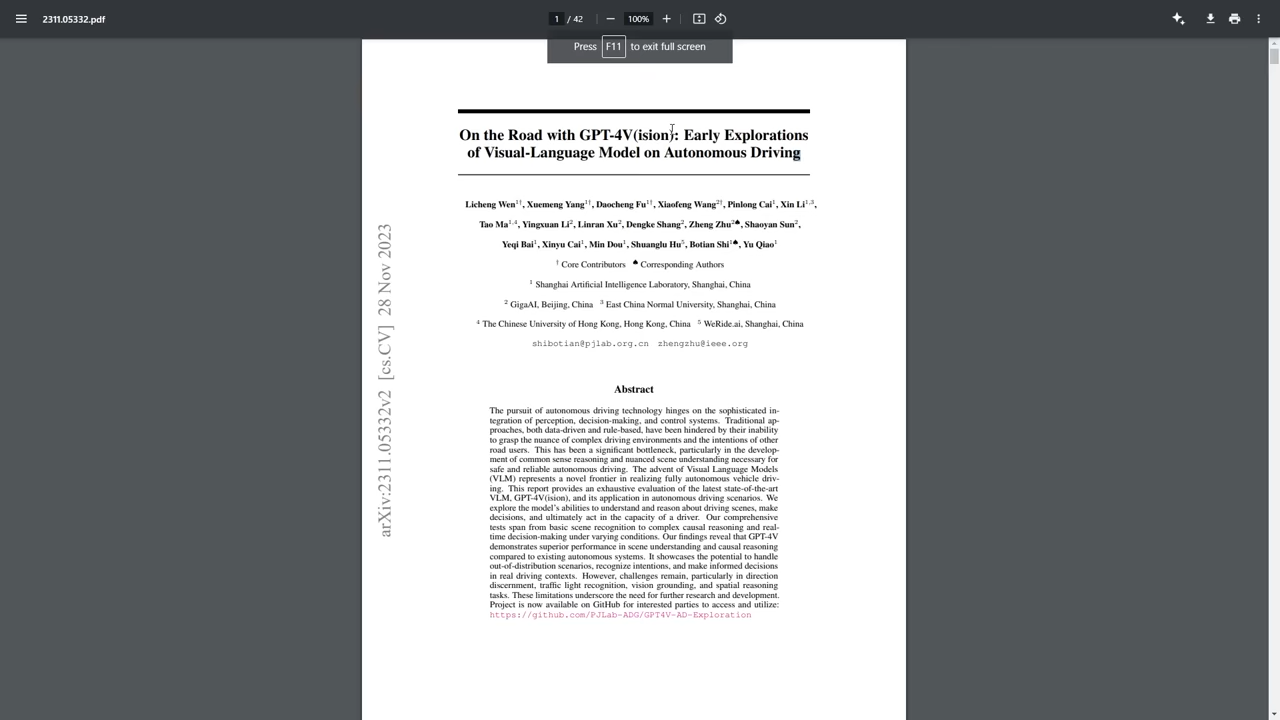 2311.05332.pdf
1 / 42
100%
Press F11 to exit full screen
On the Road with GPT-4V(ision): Early Explorations
of Visual-Language Model on Autonomous Driving
Licheng Wen1†, Xuemeng Yang1†, Daocheng Fu1†, Xiaofeng Wang2†, Pinlong Cai1, Xin Li1,3,
Tao Ma1,4, Yingxuan Li2, Linran Xu2, Dengke Shang2, Zheng Zhu2♠, Shaoyan Sun2,
Yeqi Bai1, Xinyu Cai1, Min Dou1, Shuanglu Hu5, Botian Shi1♠, Yu Qiao1
† Core Contributors ♠ Corresponding Authors
1 Shanghai Artificial Intelligence Laboratory, Shanghai, China
2 GigaAI, Beijing, China 3 East China Normal University, Shanghai, China
4 The Chinese University of Hong Kong, Hong Kong, China 5 WeRide.ai, Shanghai, China
shibotian@pjlab.org.cn zhengzhu@ieee.org
arXiv:2311.05332v2 [cs.CV] 28 Nov 2023
Abstract
The pursuit of autonomous driving technology hinges on the sophisticated in-
tegration of perception, decision-making, and control systems. Traditional ap-
proaches, both data-driven and rule-based, have been hindered by their inability
to grasp the nuance of complex driving environments and the intentions of other
road users. This has been a significant bottleneck, particularly in the develop-
ment of common sense reasoning and nuanced scene understanding necessary for
safe and reliable autonomous driving. The advent of Visual Language Models
(VLM) represents a novel frontier in realizing fully autonomous vehicle driv-
ing. This report provides an exhaustive evaluation of the latest state-of-the-art
VLM, GPT-4V(ision), and its application in autonomous driving scenarios. We
explore the model's abilities to understand and reason about driving scenes, make
decisions, and ultimately act in the capacity of a driver. Our comprehensive
tests span from basic scene recognition to complex causal reasoning and real-
time decision-making under varying conditions. Our findings reveal that GPT-4V
demonstrates superior performance in scene understanding and causal reasoning
compared to existing autonomous systems. It showcases the potential to handle
out-of-distribution scenarios, recognize intentions, and make informed decisions
in real driving contexts. However, challenges remain, particularly in direction
discernment, traffic light recognition, vision grounding, and spatial reasoning
tasks. These limitations underscore the need for further research and development.
Project is now available on GitHub for interested parties to access and utilize:
https://github.com/PJLab-ADG/GPT4V-AD-Exploration